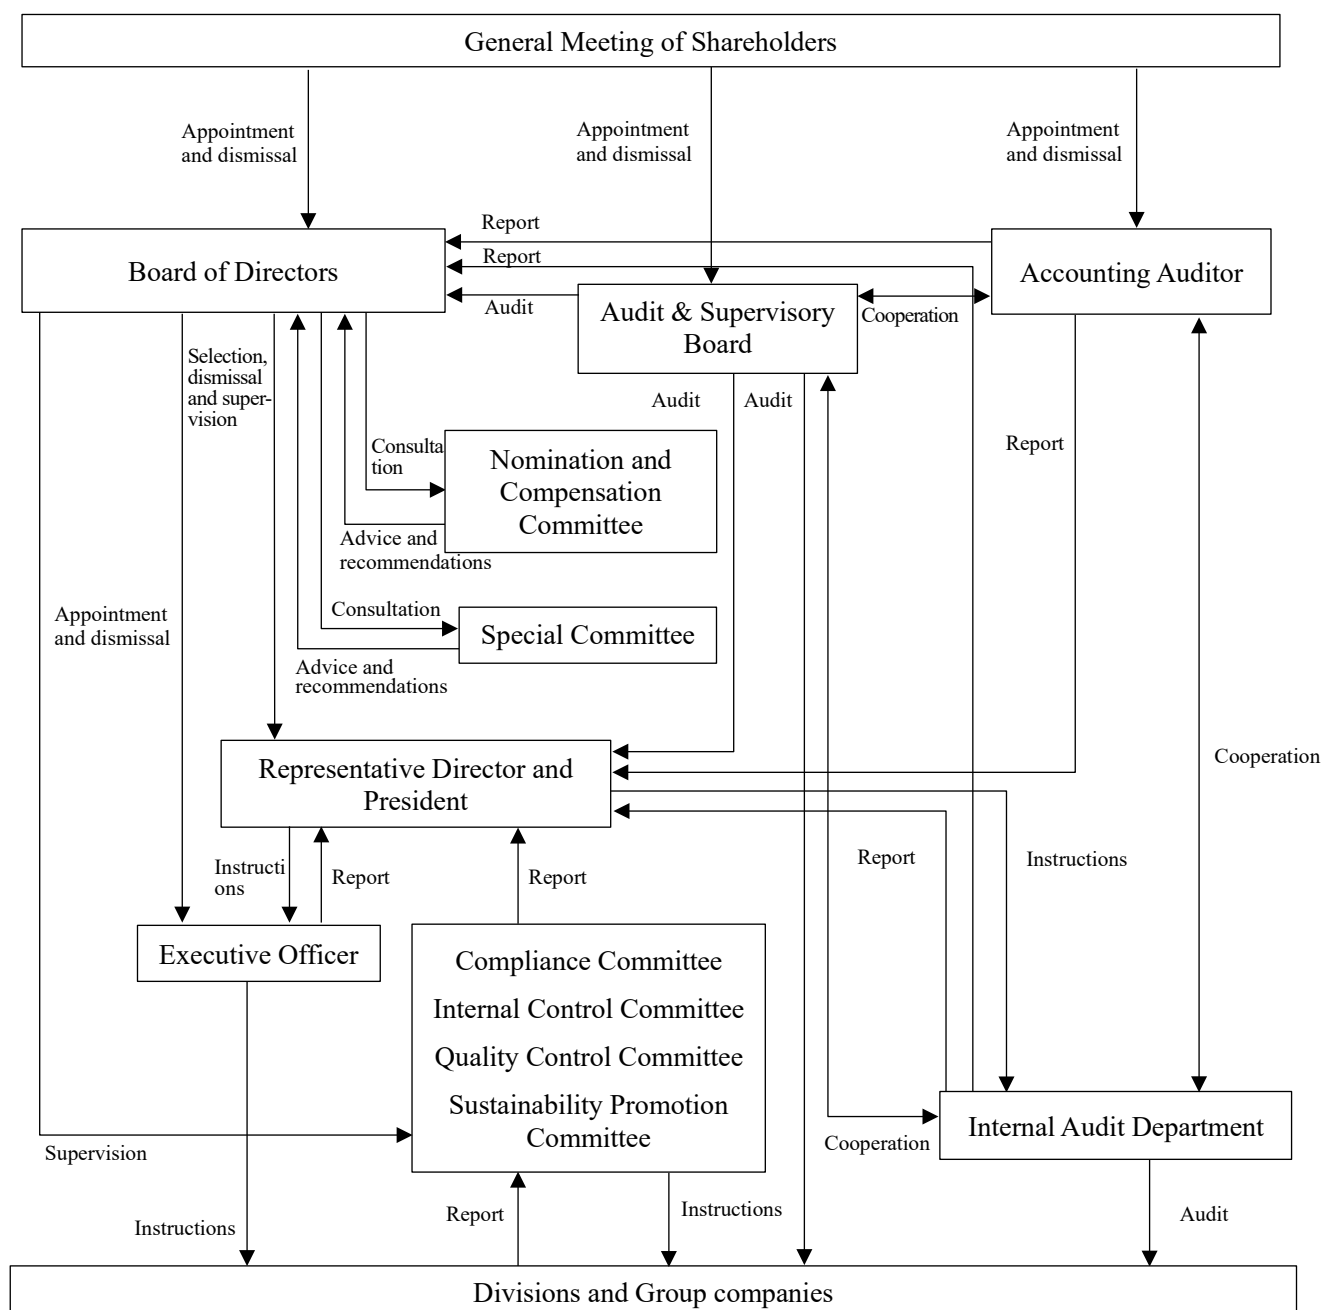 General Meeting of Shareholders
Appointment
and dismissal
Appointment
and dismissal
Appointment
and dismissal
Report
Report
Board of Directors
Accounting Auditor
Audit
Audit & Supervisory
Board
Cooperation
Selection,
dismissal
and super-
vision
Audit
Audit
Consulta
tion
Nomination and
Compensation
Committee
Report
Advice and
recommendations
Appointment
and dismissal
Consultation
Special Committee
Advice and
recommendations
Cooperation
Representative Director and
President
Instructi
ons
Report
Report
Report
Instructions
Executive Officer
Compliance Committee
Internal Control Committee
Quality Control Committee
Sustainability Promotion
Committee
Internal Audit Department
Supervision
Cooperation
Instructions
Report
Instructions
Audit
Divisions and Group companies